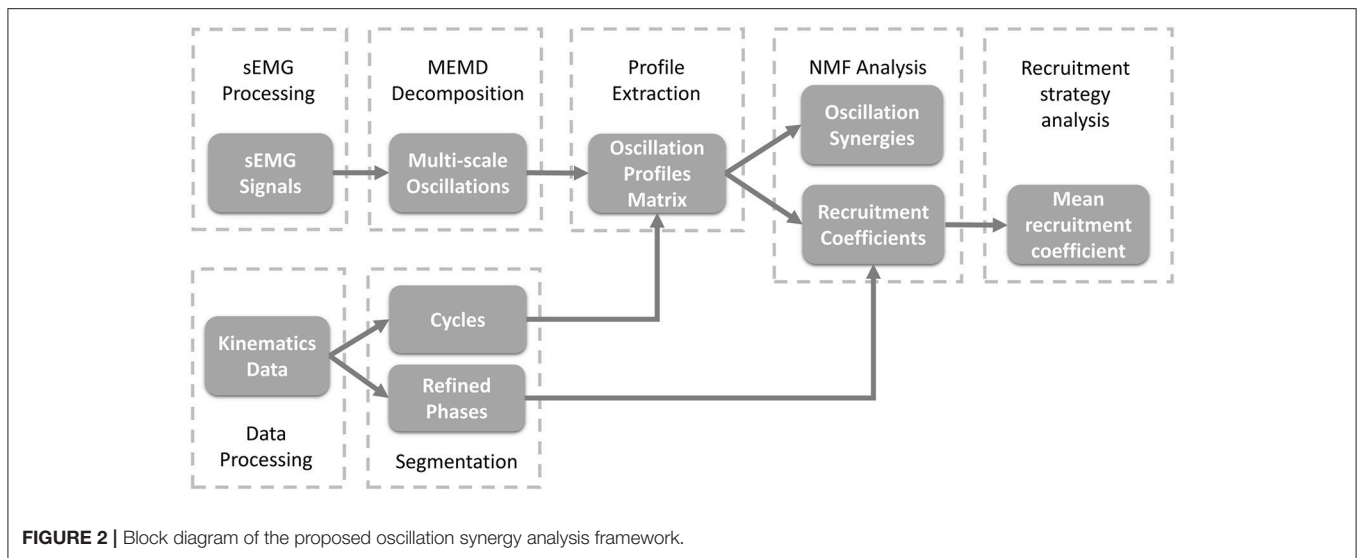 sEMG
Processing
sEMG
Signals
MEMD
Decomposition
Multi-scale
Oscillations
Profile
Extraction
Oscillation
Profiles
Matrix
NMF Analysis
Oscillation
Synergies
Recruitment
Coefficients
Recruitment
strategy
analysis
Mean
recruitment
coefficient
Kinematics
Data
Data
Processing
Cycles
Refined
Phases
Segmentation
FIGURE 2 | Block diagram of the proposed oscillation synergy analysis framework.